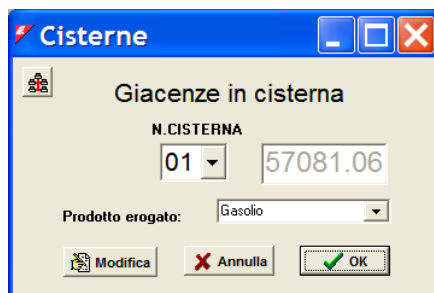 Cisterne
Giacenze in cisterna
N.CISTERNA
01 57081.06
Prodotto erogato: Gasolio
Modifica Annulla OK